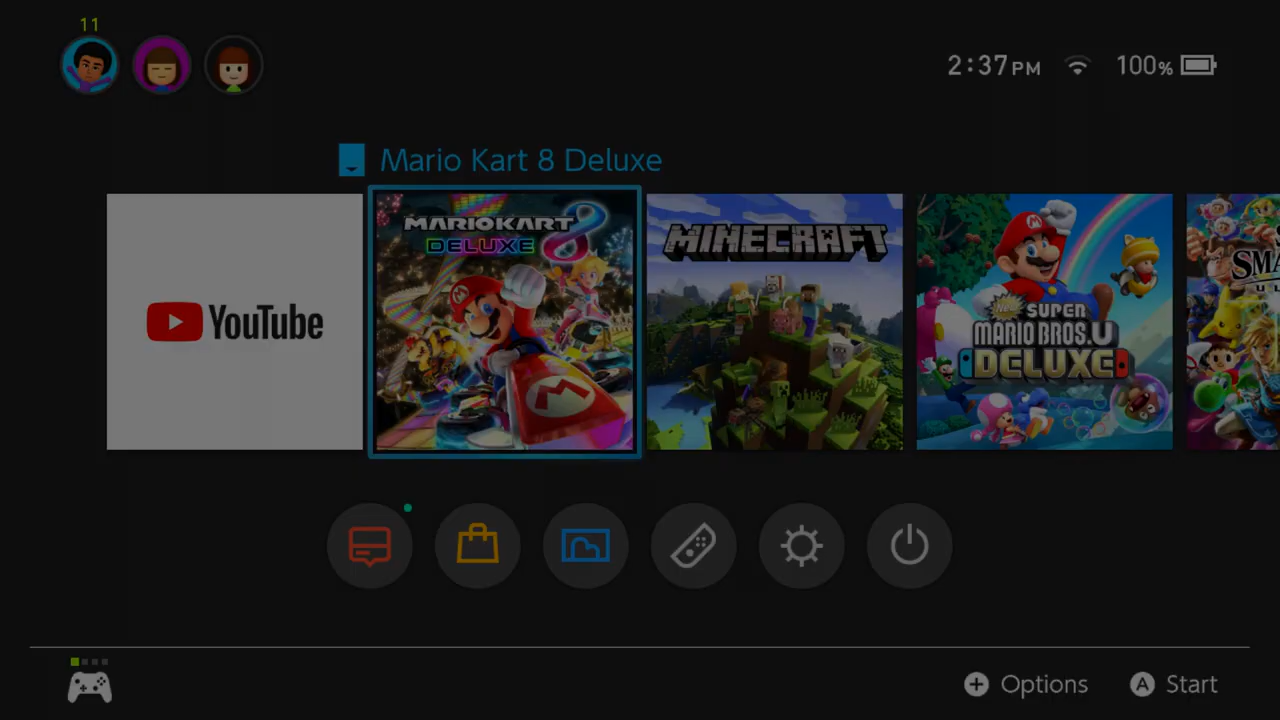 11
2:37PM
100%
Mario Kart 8 Deluxe
YouTube
MARIOKART 8
DELUXE
MINECRAFT
New
SUPER
MARIO BROS.U
DELUXE
Options
Start